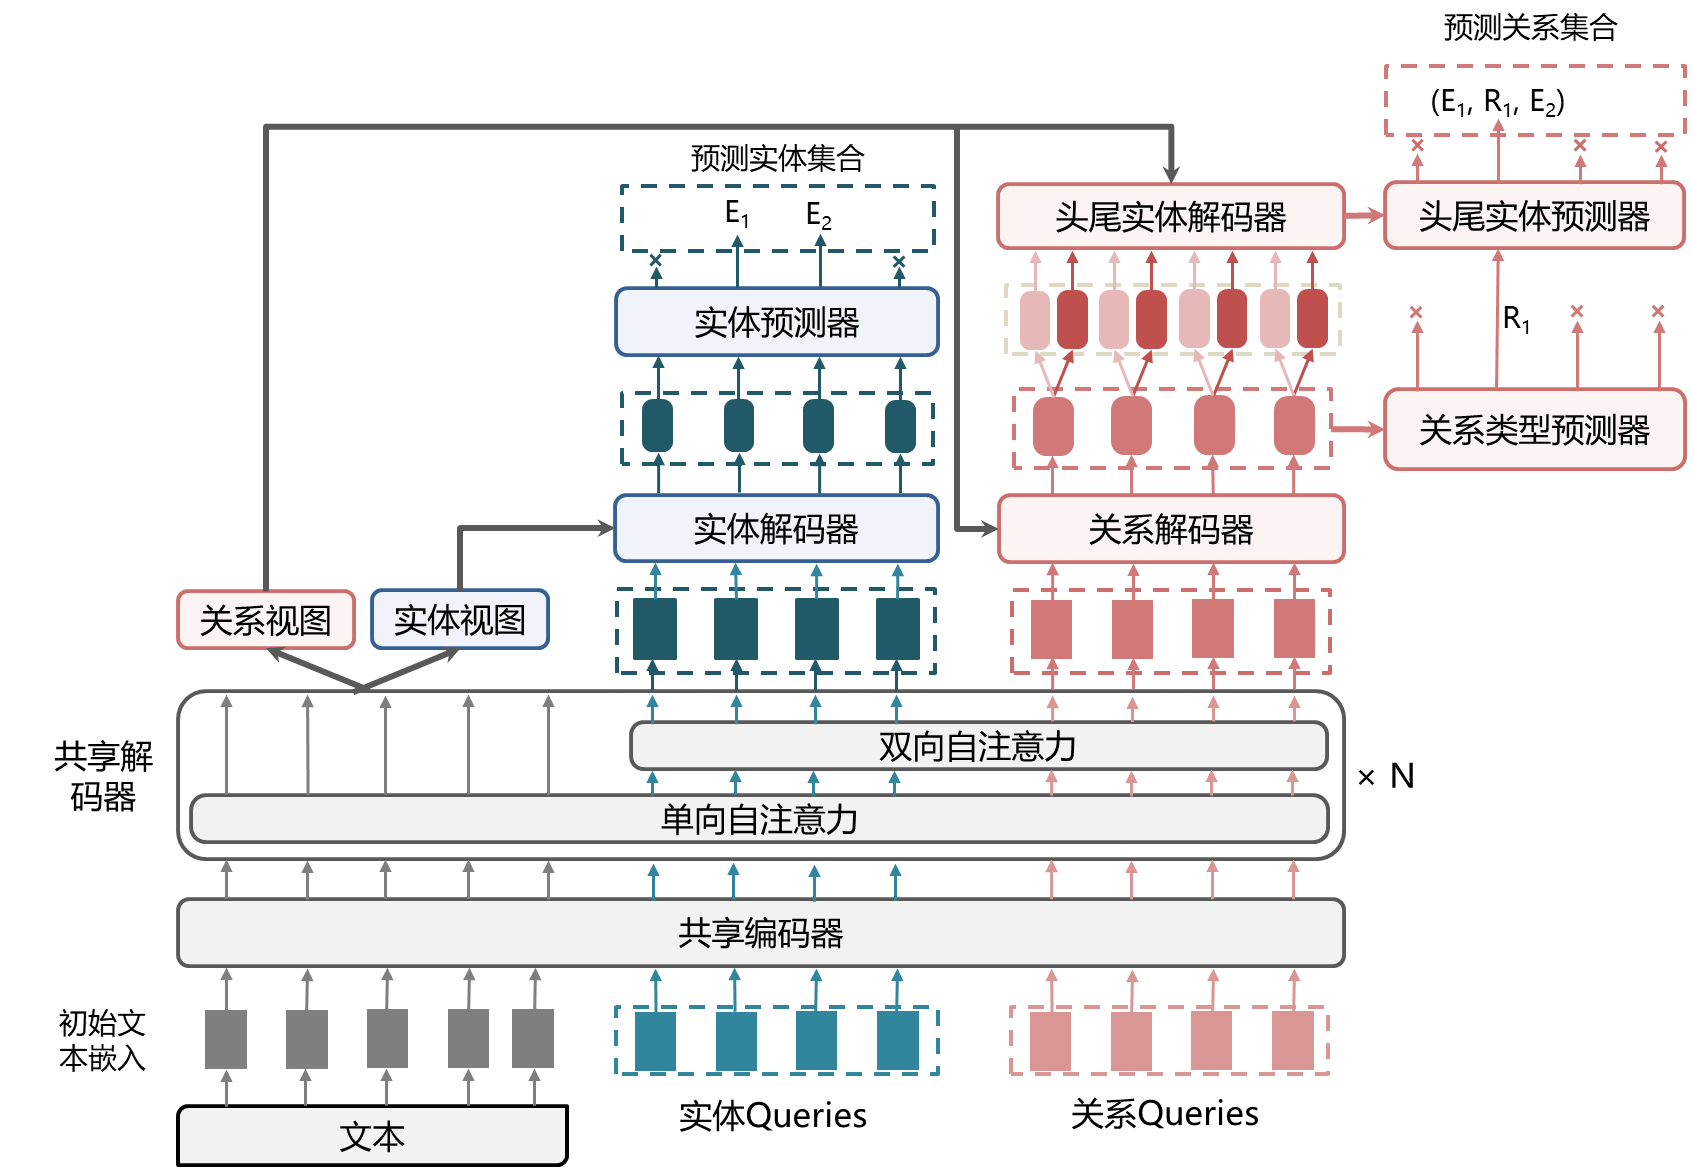 预测关系集合
(E1, R1, E2)
预测实体集合
E1
E2
头尾实体解码器
头尾实体预测器
实体预测器
R1
关系类型预测器
实体解码器
关系解码器
关系视图
实体视图
共享解
码器
双向自注意力
× N
单向自注意力
共享编码器
初始文
本嵌入
实体Queries
关系Queries
文本